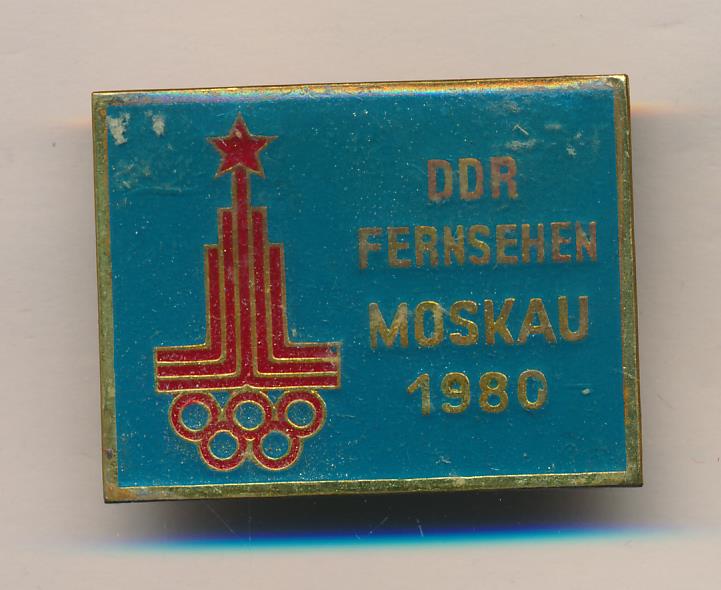 DDR
FERNSEHEN
MOSKAU
1980